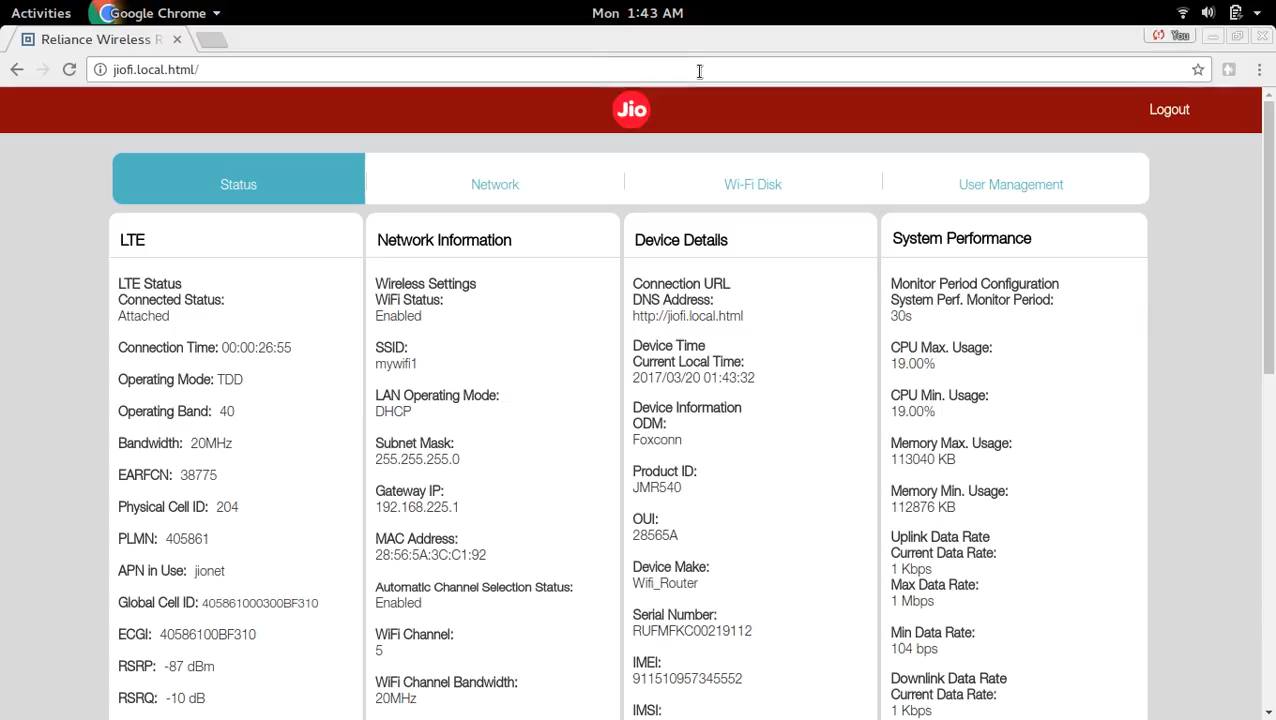 Activities
Google Chrome
Mon 1:43 AM
Reliance Wireless R
You
jiofi.local.html/
Jio
Logout
Status
Network
Wi-Fi Disk
User Management
LTE
LTE Status
Connected Status:
Attached
Connection Time: 00:00:26:55
Operating Mode: TDD
Operating Band: 40
Bandwidth: 20MHz
EARFCN: 38775
Physical Cell ID: 204
PLMN: 405861
APN in Use: jionet
Global Cell ID: 405861000300BF310
ECGI: 40586100BF310
RSRP: -87 dBm
RSRQ: -10 dB
Network Information
Wireless Settings
WiFi Status:
Enabled
SSID:
mywifi1
LAN Operating Mode:
DHCP
Subnet Mask:
255.255.255.0
Gateway IP:
192.168.225.1
MAC Address:
28:56:5A:3C:C1:92
Automatic Channel Selection Status:
Enabled
WiFi Channel:
5
WiFi Channel Bandwidth:
20MHz
Device Details
Connection URL
DNS Address:
http://jiofi.local.html
Device Time
Current Local Time:
2017/03/20 01:43:32
Device Information
ODM:
Foxconn
Product ID:
JMR540
OUI:
28565A
Device Make:
Wifi_Router
Serial Number:
RUFMFKC00219112
IMEI:
911510957345552
IMSI:
System Performance
Monitor Period Configuration
System Perf. Monitor Period:
30s
CPU Max. Usage:
19.00%
CPU Min. Usage:
19.00%
Memory Max. Usage:
113040 KB
Memory Min. Usage:
112876 KB
Uplink Data Rate
Current Data Rate:
1 Kbps
Max Data Rate:
1 Mbps
Min Data Rate:
104 bps
Downlink Data Rate
Current Data Rate:
1 Kbps